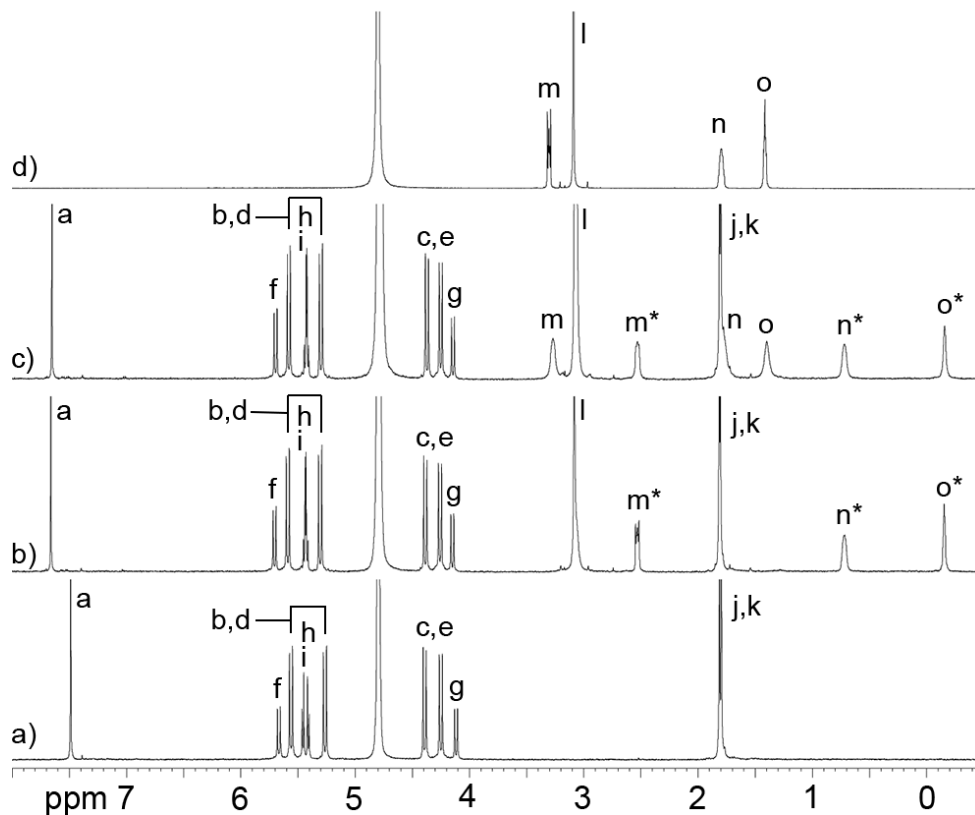 l
m
n
o
d)
a
b,d
h
i
f
c,e
g
l
m
m*
j,k
n
o
n*
o*
c)
a
b,d
h
i
f
c,e
g
l
m*
j,k
n*
o*
b)
a
b,d
h
i
f
c,e
g
j,k
a)
ppm 7 6 5 4 3 2 1 0